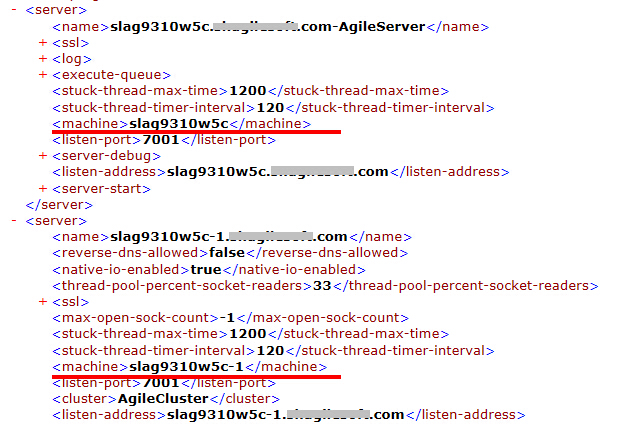 - <server>
<name>slag9310w5c. .com-AgileServer</name>
+ <ssl>
+ <log>
+ <execute-queue>
<stuck-thread-max-time>1200</stuck-thread-max-time>
<stuck-thread-timer-interval>120</stuck-thread-timer-interval>
<machine>slag9310w5c</machine>
<listen-port>7001</listen-port>
+ <server-debug>
<listen-address>slag9310w5c. .com</listen-address>
+ <server-start>
</server>
- <server>
<name>slag9310w5c-1. .com</name>
<reverse-dns-allowed>false</reverse-dns-allowed>
<native-io-enabled>true</native-io-enabled>
<thread-pool-percent-socket-readers>33</thread-pool-percent-socket-readers>
+ <ssl>
<max-open-sock-count>-1</max-open-sock-count>
<stuck-thread-max-time>1200</stuck-thread-max-time>
<stuck-thread-timer-interval>120</stuck-thread-timer-interval>
<machine>slag9310w5c-1</machine>
<listen-port>7001</listen-port>
<cluster>AgileCluster</cluster>
<listen-address>slag9310w5c-1. .com</listen-address>